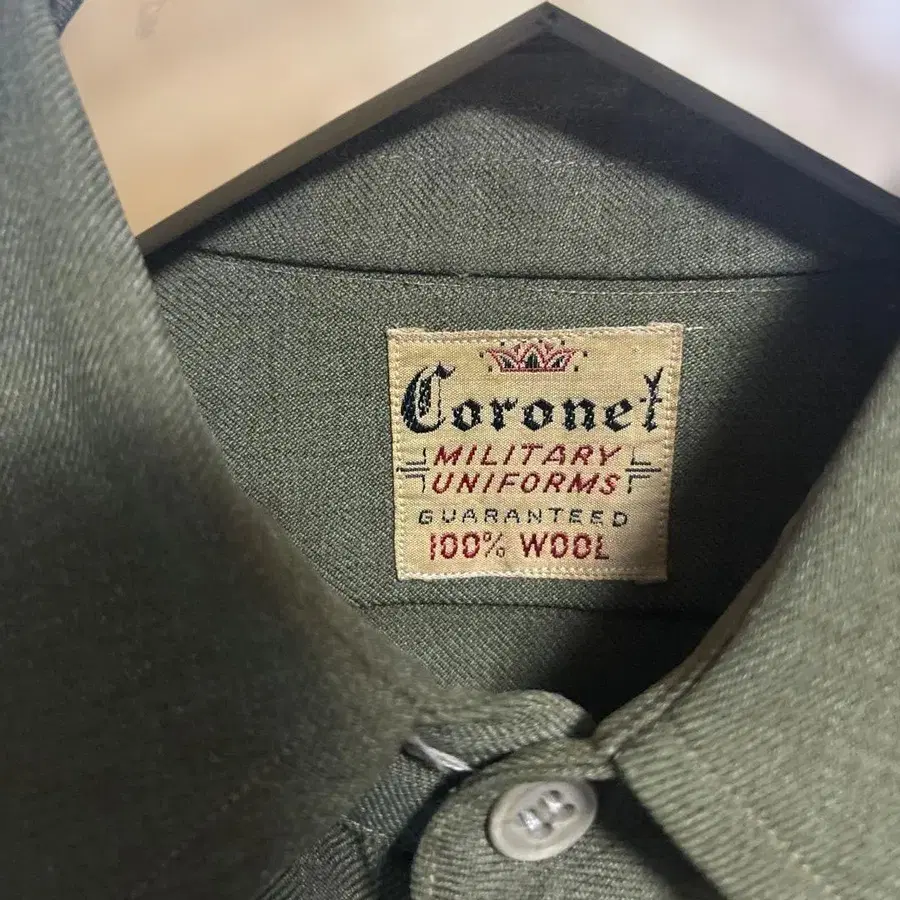 Coronet
MILITARY
UNIFORMS
GUARANTEED
100% WOOL